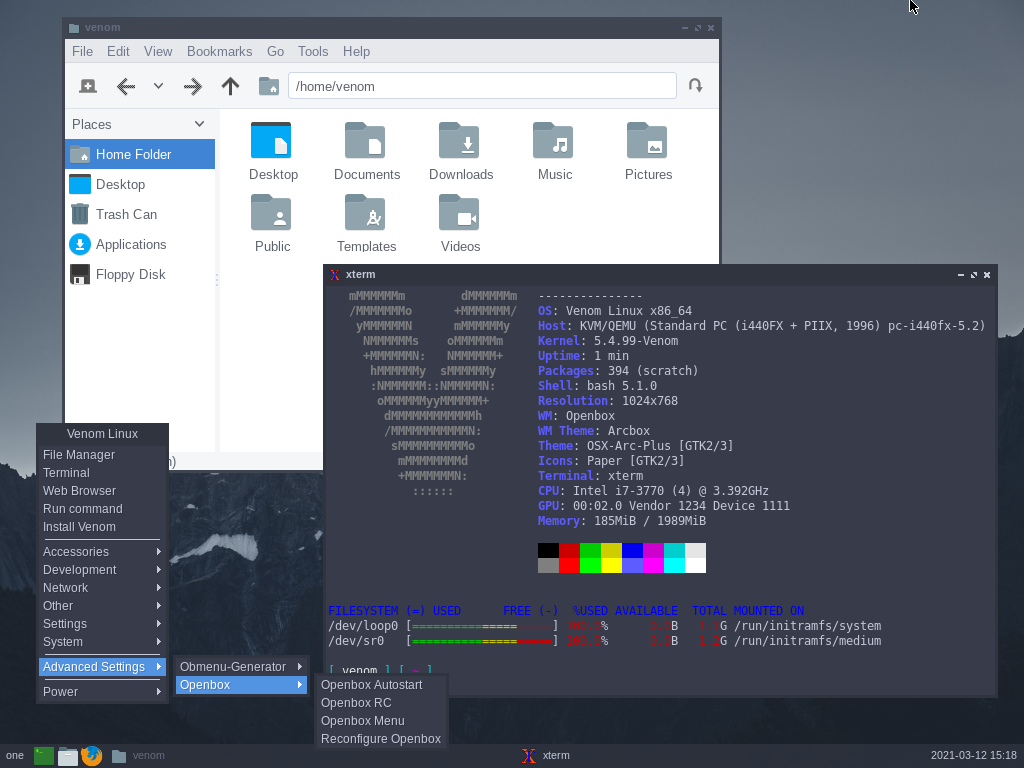 venom
File Edit View Bookmarks Go Tools Help
/home/venom
Places
Home Folder
Desktop
Trash Can
Applications
Floppy Disk
Desktop Documents Downloads Music Pictures
Public Templates Videos
xterm
mMMMMMMm dMMMMMMm ---------------
/MMMMMMMo +MMMMMMM/ OS: Venom Linux x86_64
yMMMMMMN mMMMMMMy Host: KVM/QEMU (Standard PC (i440FX + PIIX, 1996) pc-i440fx-5.2)
NMMMMMMs oMMMMMMm Kernel: 5.4.99-Venom
+MMMMMMN: NMMMMMM+ Uptime: 1 min
hMMMMMMy sMMMMMMy Packages: 394 (scratch)
:NMMMMMM::NMMMMMN: Shell: bash 5.1.0
oMMMMMMyyMMMMMM+ Resolution: 1024x768
dMMMMMMMMMMMMh WM: Openbox
/MMMMMMMMMMMN: WM Theme: Arcbox
sMMMMMMMMMMo Theme: OSX-Arc-Plus [GTK2/3]
mMMMMMMMMd Icons: Paper [GTK2/3]
+MMMMMMMN: Terminal: xterm
:::::: CPU: Intel i7-3770 (4) @ 3.392GHz
GPU: 00:02.0 Vendor 1234 Device 1111
Memory: 185MiB / 1989MiB
FILESYSTEM (=) USED FREE (-) %USED AVAILABLE TOTAL MOUNTED ON
/dev/loop0 [====================] 100.0% 0.0B G /run/initramfs/system
/dev/sr0 [====================] 100.0% 0.0B G /run/initramfs/medium
[ venom ] [ ~ ]
Venom Linux
File Manager
Terminal
Web Browser
Run command
Install Venom
Accessories
Development
Network
Other
Settings
System
Advanced Settings
Power
Obmenu-Generator
Openbox
Openbox Autostart
Openbox RC
Openbox Menu
Reconfigure Openbox
one venom xterm 2021-03-12 15:18